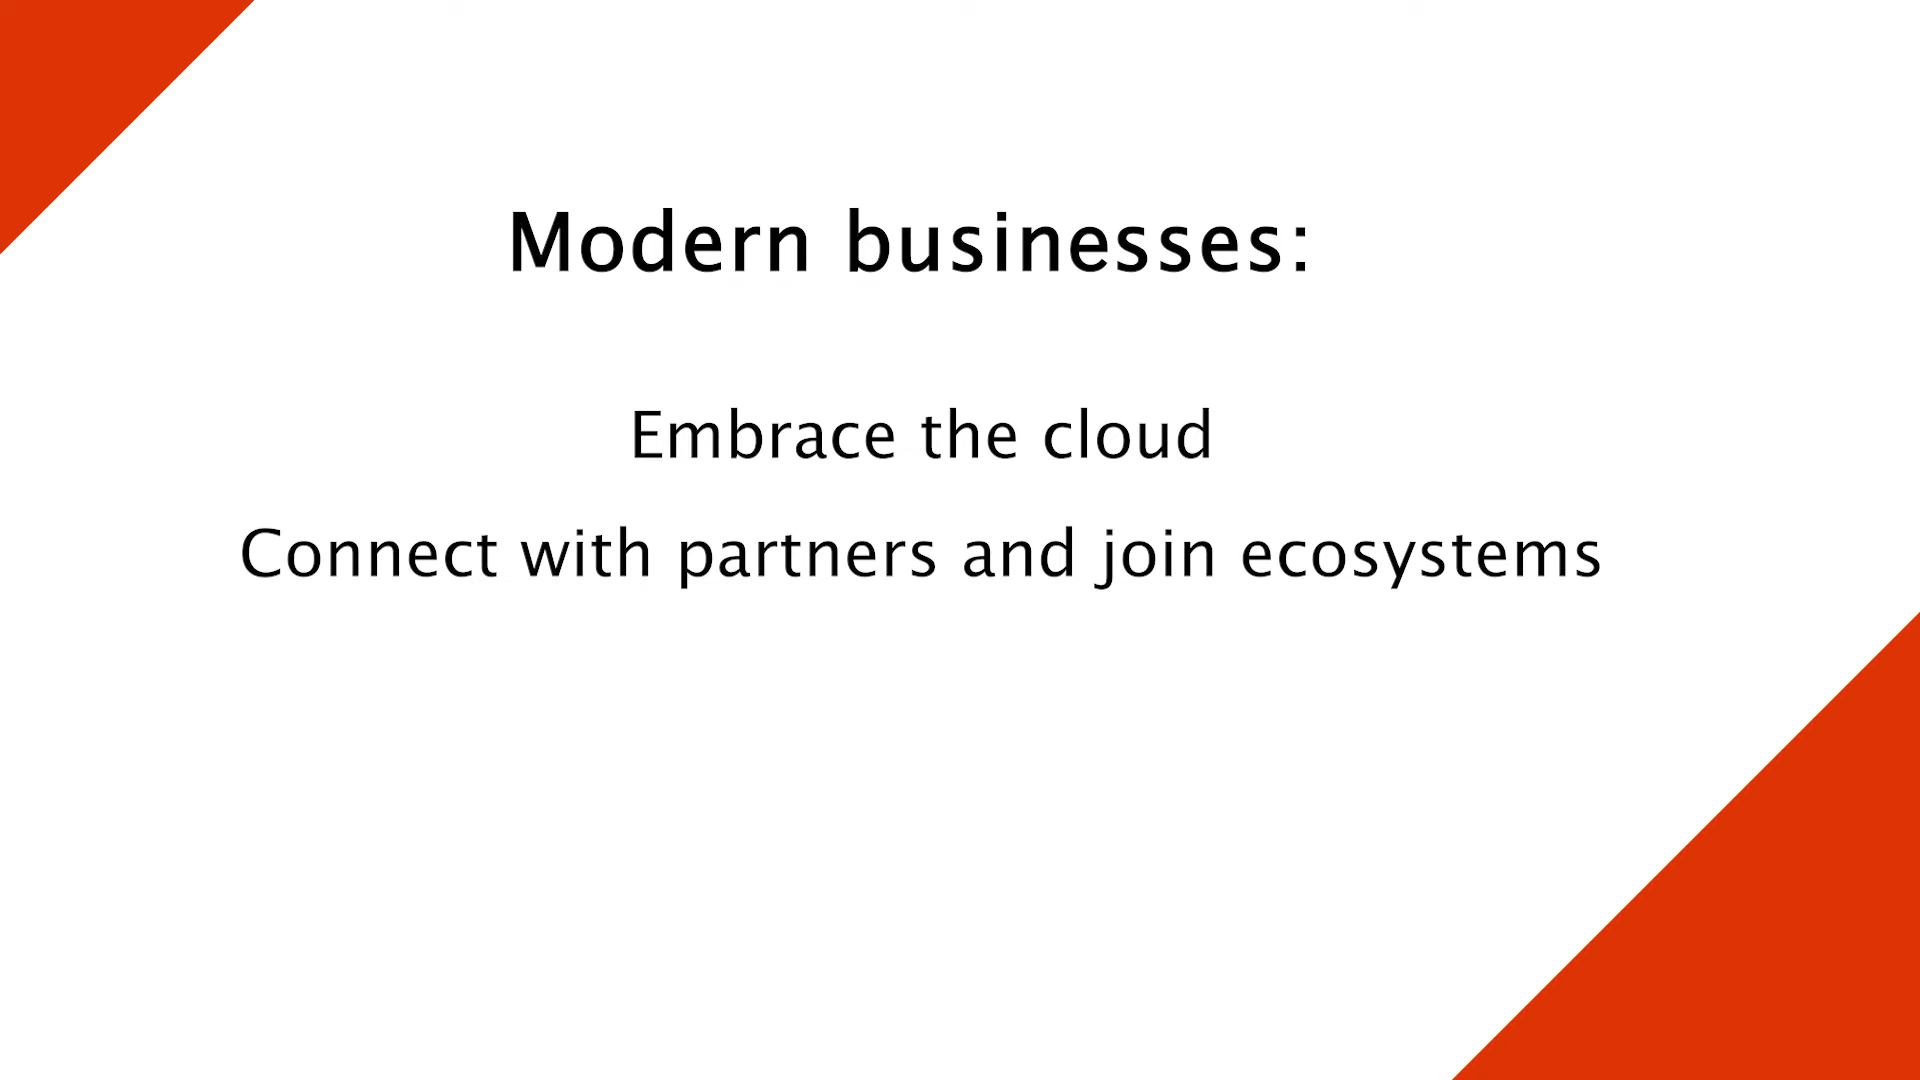 Modern businesses:
Embrace the cloud
Connect with partners and join ecosystems